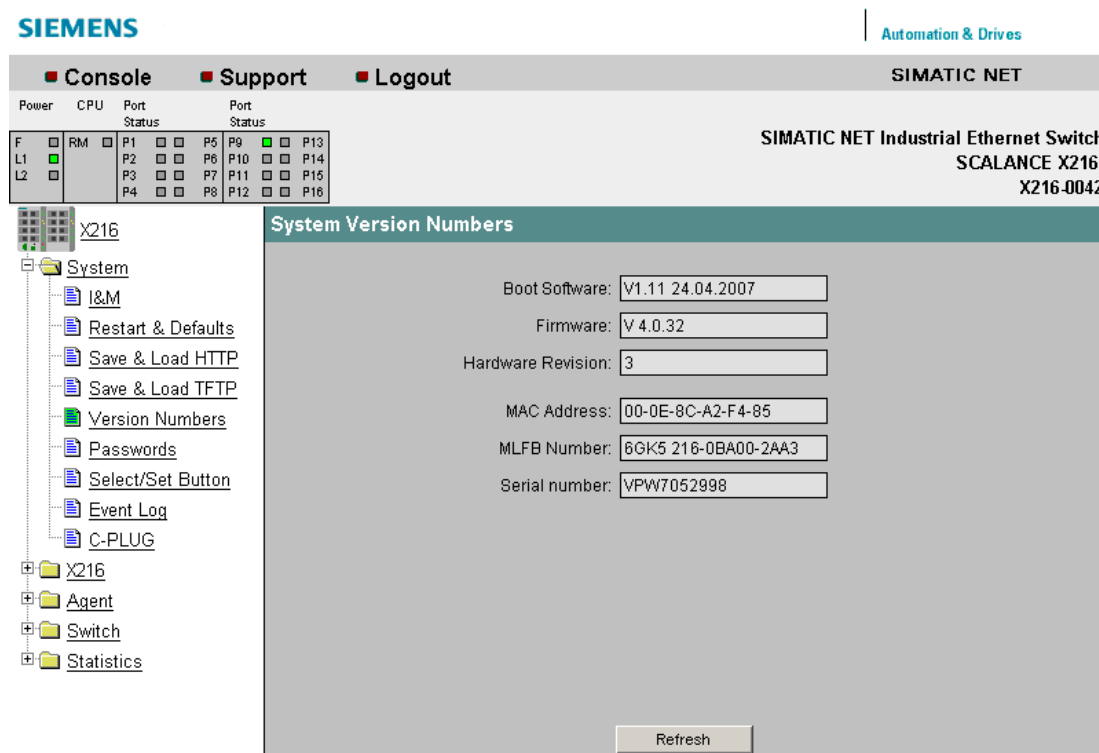 SIEMENS
Automation & Drives
Console Support Logout SIMATIC NET
Power CPU Port Status Port Status
F RM P1 P5 P9 P13
L1 P2 P6 P10 P14
L2 P3 P7 P11 P15
P4 P8 P12 P16
SIMATIC NET Industrial Ethernet Switch
SCALANCE X216
X216-0042
X216
System
I&M
Restart & Defaults
Save & Load HTTP
Save & Load TFTP
Version Numbers
Passwords
Select/Set Button
Event Log
C-PLUG
X216
Agent
Switch
Statistics
System Version Numbers
Boot Software: V1.11 24.04.2007
Firmware: V 4.0.32
Hardware Revision: 3
MAC Address: 00-0E-8C-A2-F4-85
MLFB Number: 6GK5 216-0BA00-2AA3
Serial number: VPW7052998
Refresh